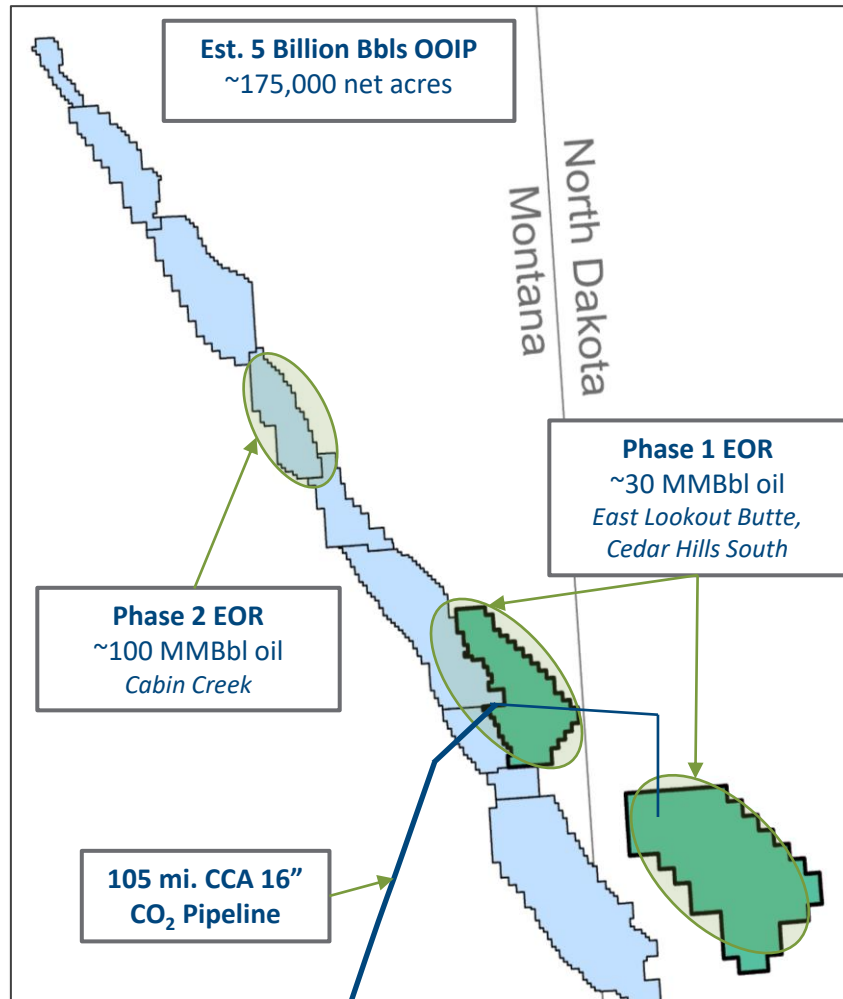 Est. 5 Billion Bbls OOIP
~175,000 net acres
North Dakota
Montana
Phase 1 EOR
~30 MMBbl oil
East Lookout Butte,
Cedar Hills South
Phase 2 EOR
~100 MMBbl oil
Cabin Creek
105 mi. CCA 16”
CO₂ Pipeline